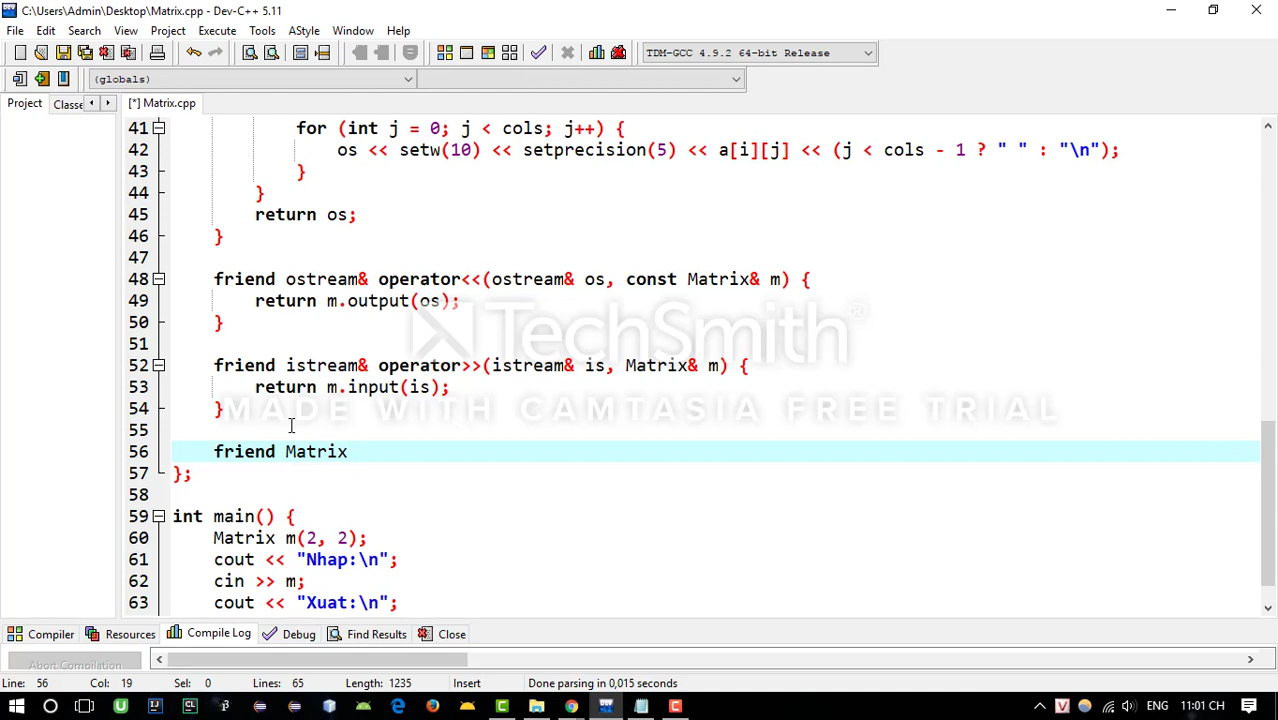 C:\Users\Admin\Desktop\Matrix.cpp - Dev-C++ 5.11
File Edit Search View Project Execute Tools AStyle Window Help
TDM-GCC 4.9.2 64-bit Release
(globals)
Project Classe [*] Matrix.cpp
41 for (int j = 0; j < cols; j++) {
42 os << setw(10) << setprecision(5) << a[i][j] << (j < cols - 1 ? " " : "\n");
43 }
44 }
45 return os;
46 }
47
48 friend ostream& operator<<(ostream& os, const Matrix& m) {
49 return m.output(os);
50 }
51
52 friend istream& operator>>(istream& is, Matrix& m) {
53 return m.input(is);
54 }
55
56 friend Matrix
57 };
58
59 int main() {
60 Matrix m(2, 2);
61 cout << "Nhap:\n";
62 cin >> m;
63 cout << "Xuat:\n";
TechSmith®
MADE WITH CAMTASIA FREE TRIAL
Compiler Resources Compile Log Debug Find Results Close
Abort Compilation
Line: 56 Col: 19 Sel: 0 Lines: 65 Length: 1235 Insert Done parsing in 0,015 seconds
ENG 11:01 CH